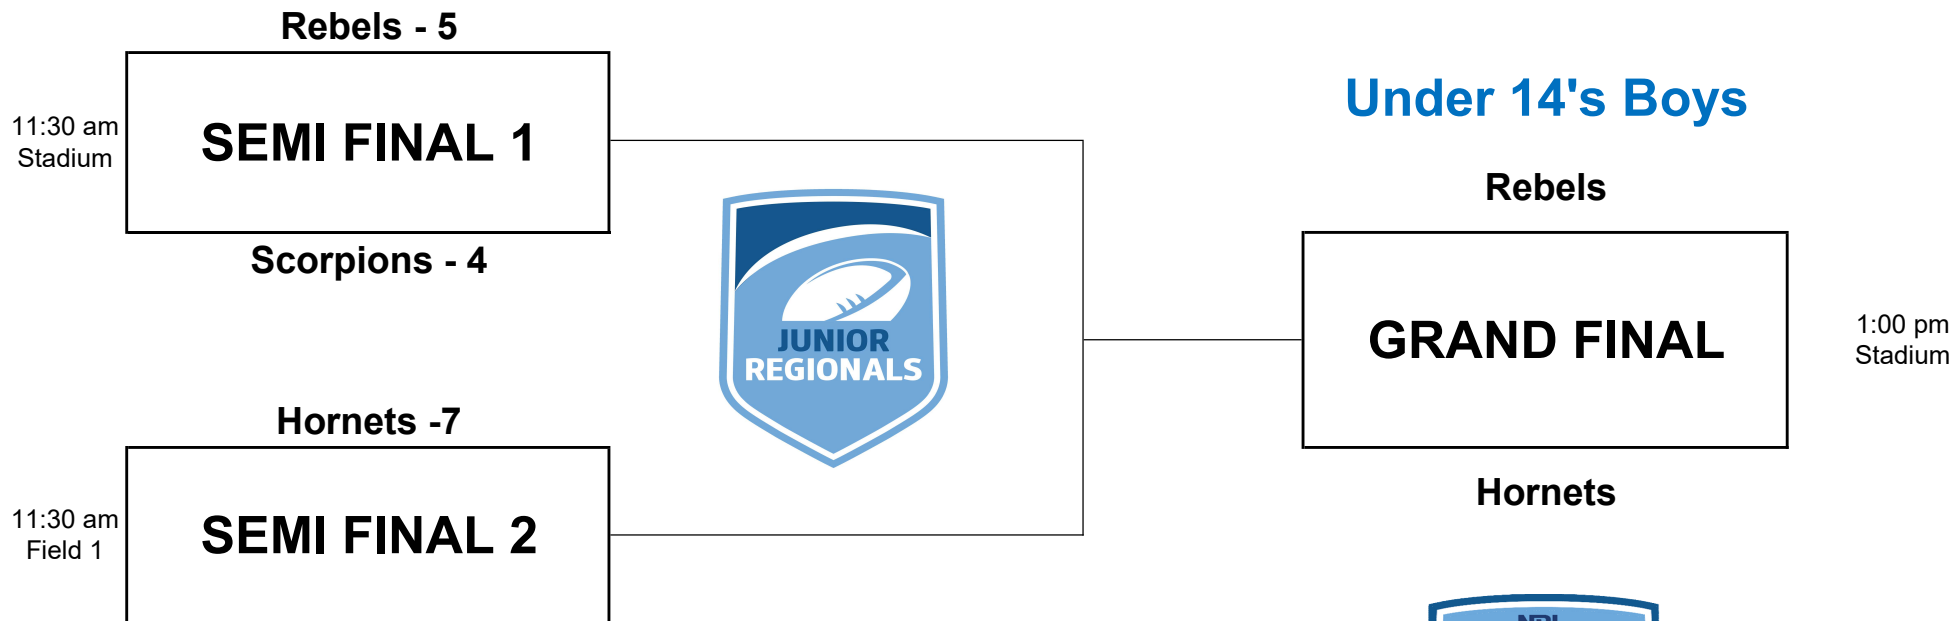 Rebels - 5
11:30 am
Stadium
SEMI FINAL 1
Scorpions - 4
Under 14's Boys
JUNIOR
REGIONALS
Rebels
GRAND FINAL
1:00 pm
Stadium
Hornets
Hornets -7
11:30 am
Field 1
SEMI FINAL 2